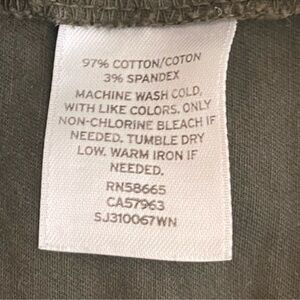 97% COTTON/COTON
3% SPANDEX
MACHINE WASH COLD,
WITH LIKE COLORS. ONLY
NON-CHLORINE BLEACH IF
NEEDED. TUMBLE DRY
LOW. WARM IRON IF
NEEDED.
RN58665
CA57963
SJ310067WN